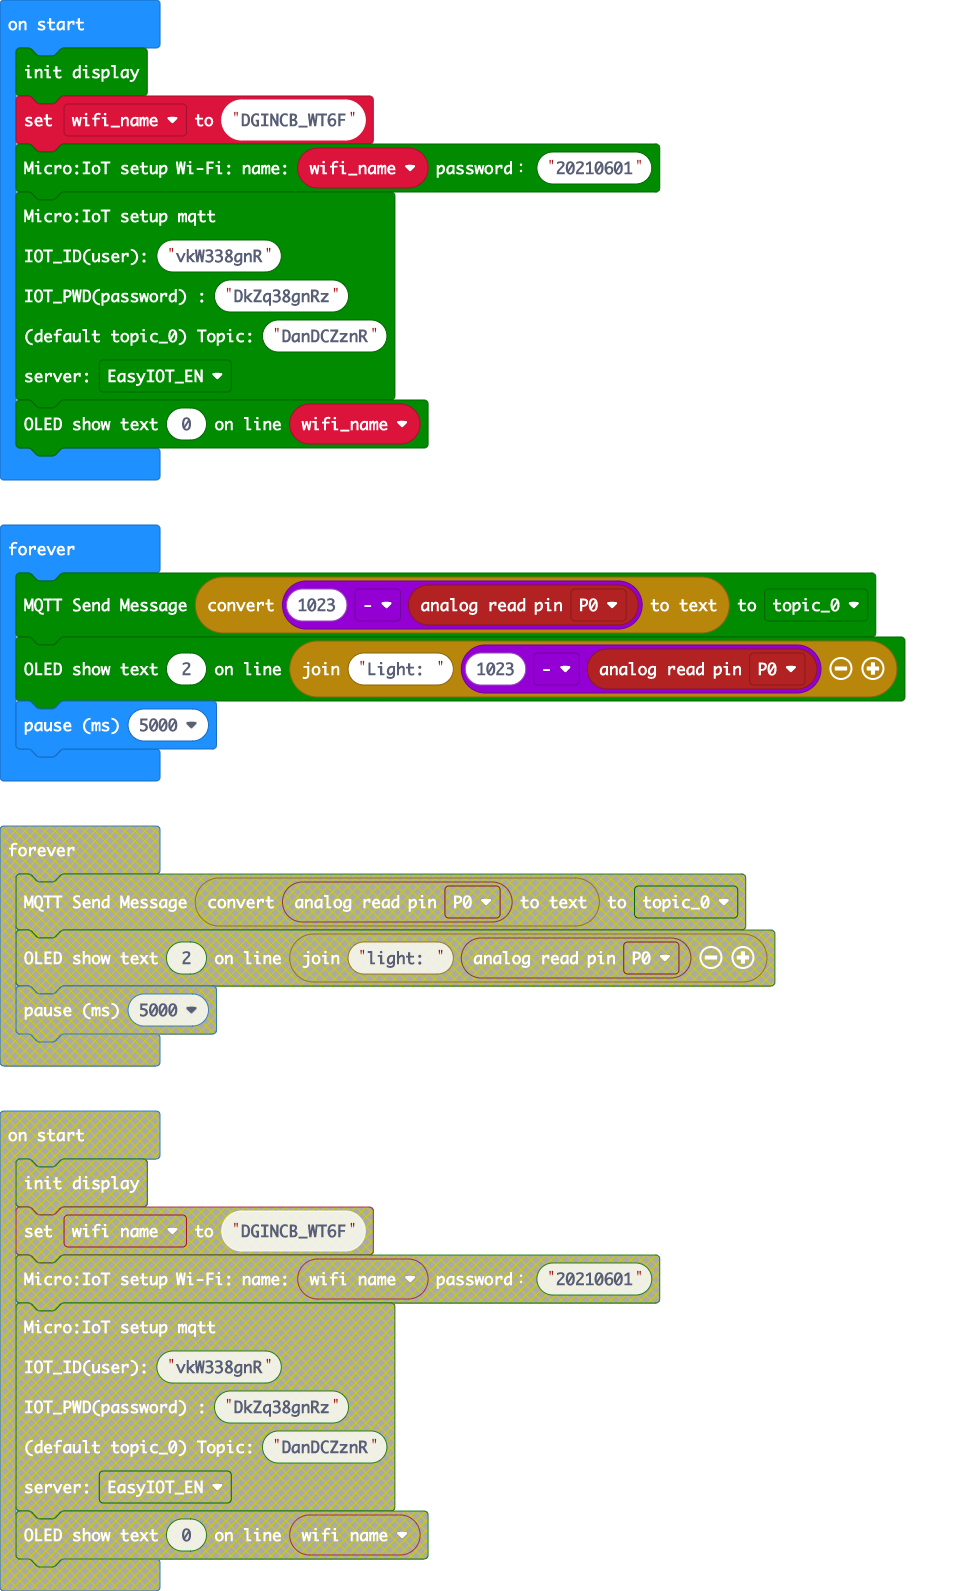 on start
init display
set wifi_name to "DGINCB_WT6F"
Micro:IoT setup Wi-Fi: name: wifi_name password: "20210601"
Micro:IoT setup mqtt
IOT_ID(user): "vkW338gnR"
IOT_PWD(password) : "DkZq38gnRz"
(default topic_0) Topic: "DanDCZznR"
server: EasyIOT_EN
OLED show text 0 on line wifi_name
forever
MQTT Send Message convert 1023 - analog read pin P0 to text to topic_0
OLED show text 2 on line join "Light: " 1023 - analog read pin P0
pause (ms) 5000
forever
MQTT Send Message convert analog read pin P0 to text to topic_0
OLED show text 2 on line join "light: " analog read pin P0
pause (ms) 5000
on start
init display
set wifi name to "DGINCB_WT6F"
Micro:IoT setup Wi-Fi: name: wifi name password: "20210601"
Micro:IoT setup mqtt
IOT_ID(user): "vkW338gnR"
IOT_PWD(password) : "DkZq38gnRz"
(default topic_0) Topic: "DanDCZznR"
server: EasyIOT_EN
OLED show text 0 on line wifi name